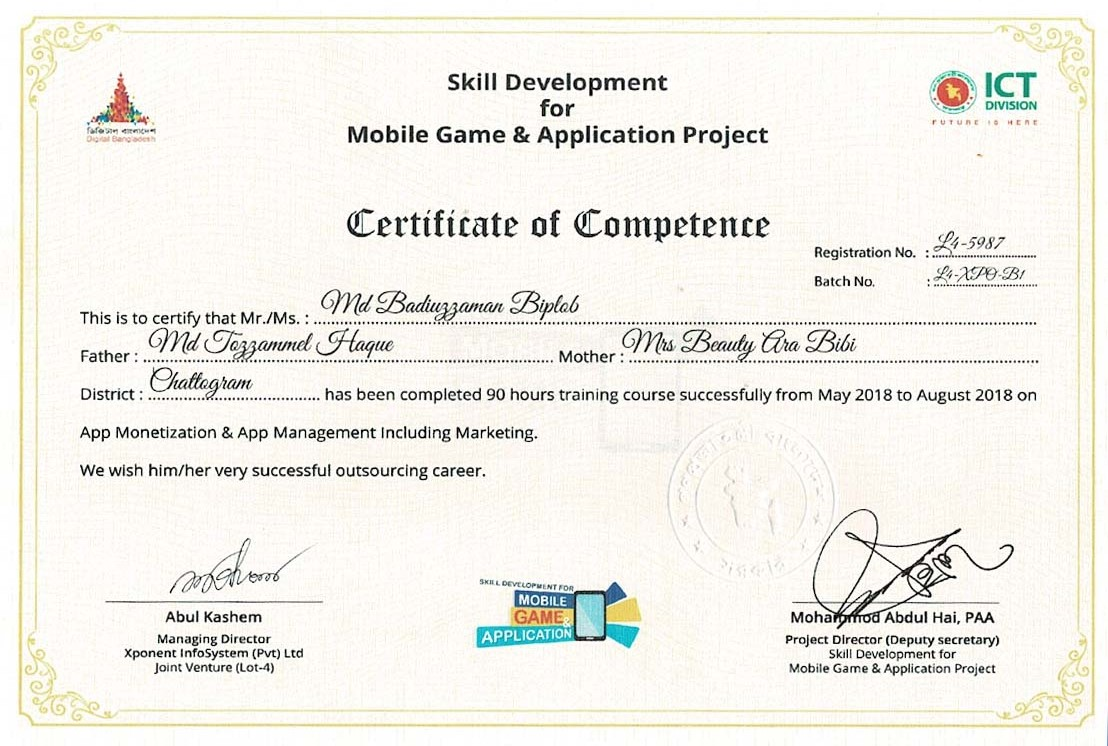 ডিজিটাল বাংলাদেশ
Digital Bangladesh
Skill Development
for
Mobile Game & Application Project
ICT
DIVISION
FUTURE IS HERE
Certificate of Competence
Registration No. : L4-5987
Batch No. : L4-XPO-B1
This is to certify that Mr./Ms. : Md Badiuzzaman Biplob
Father : Md Tozzammel Haque Mother : Mrs Beauty Ara Bibi
District : Chattogram has been completed 90 hours training course successfully from May 2018 to August 2018 on
App Monetization & App Management Including Marketing.
We wish him/her very successful outsourcing career.
Abul Kashem
Managing Director
Xponent InfoSystem (Pvt) Ltd
Joint Venture (Lot-4)
SKILL DEVELOPMENT FOR
MOBILE
GAME &
APPLICATION
Mohammod Abdul Hai, PAA
Project Director (Deputy secretary)
Skill Development for
Mobile Game & Application Project